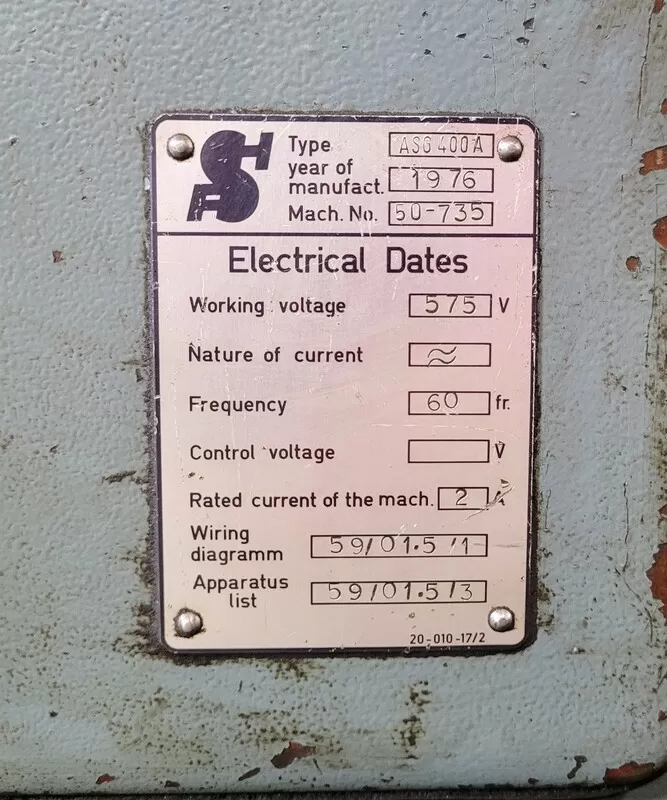 Type ASG 400A
year of
manufact. 1976
Mach. No. 50-735
Electrical Dates
Working voltage 575 V
Nature of current ≈
Frequency 60 fr.
Control voltage V
Rated current of the mach. 2 A
Wiring
diagramm 59/01.5/1-
Apparatus
list 59/01.5/3
20-010-17/2